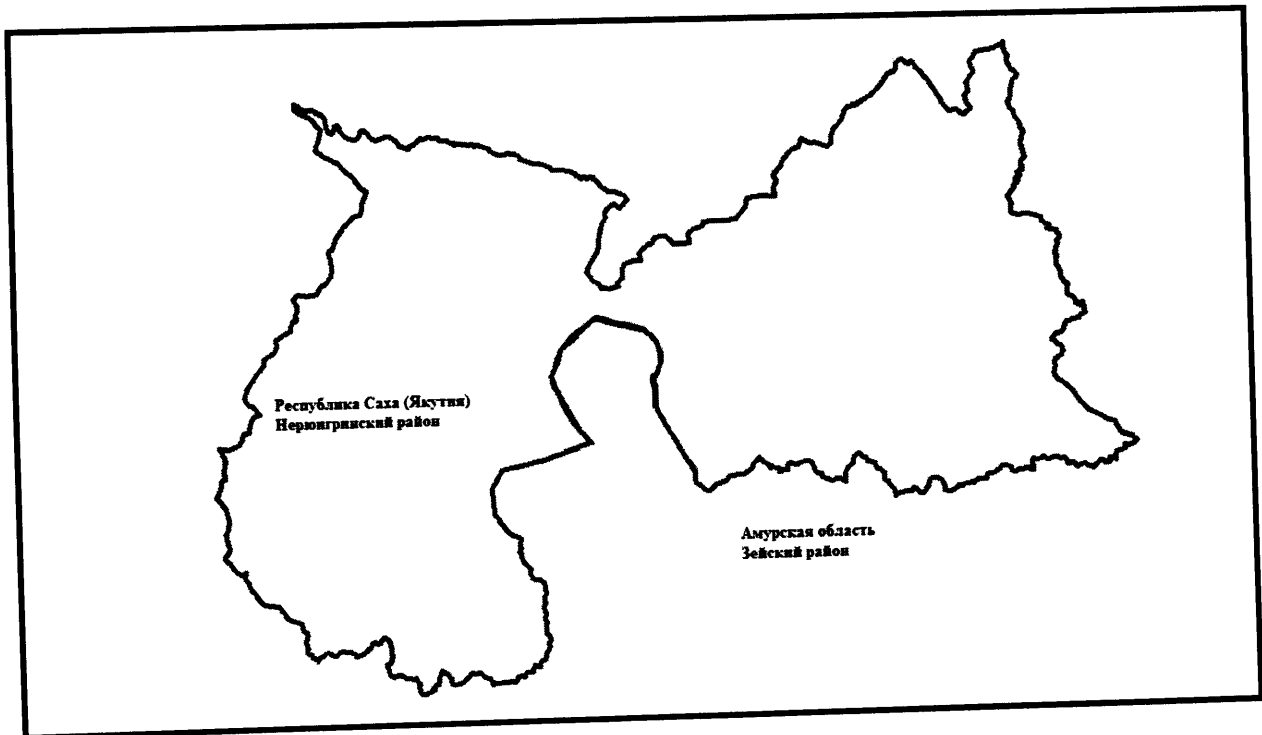 Республика Саха (Якутия)
Нерюнгринский район
Амурская область
Зейский район